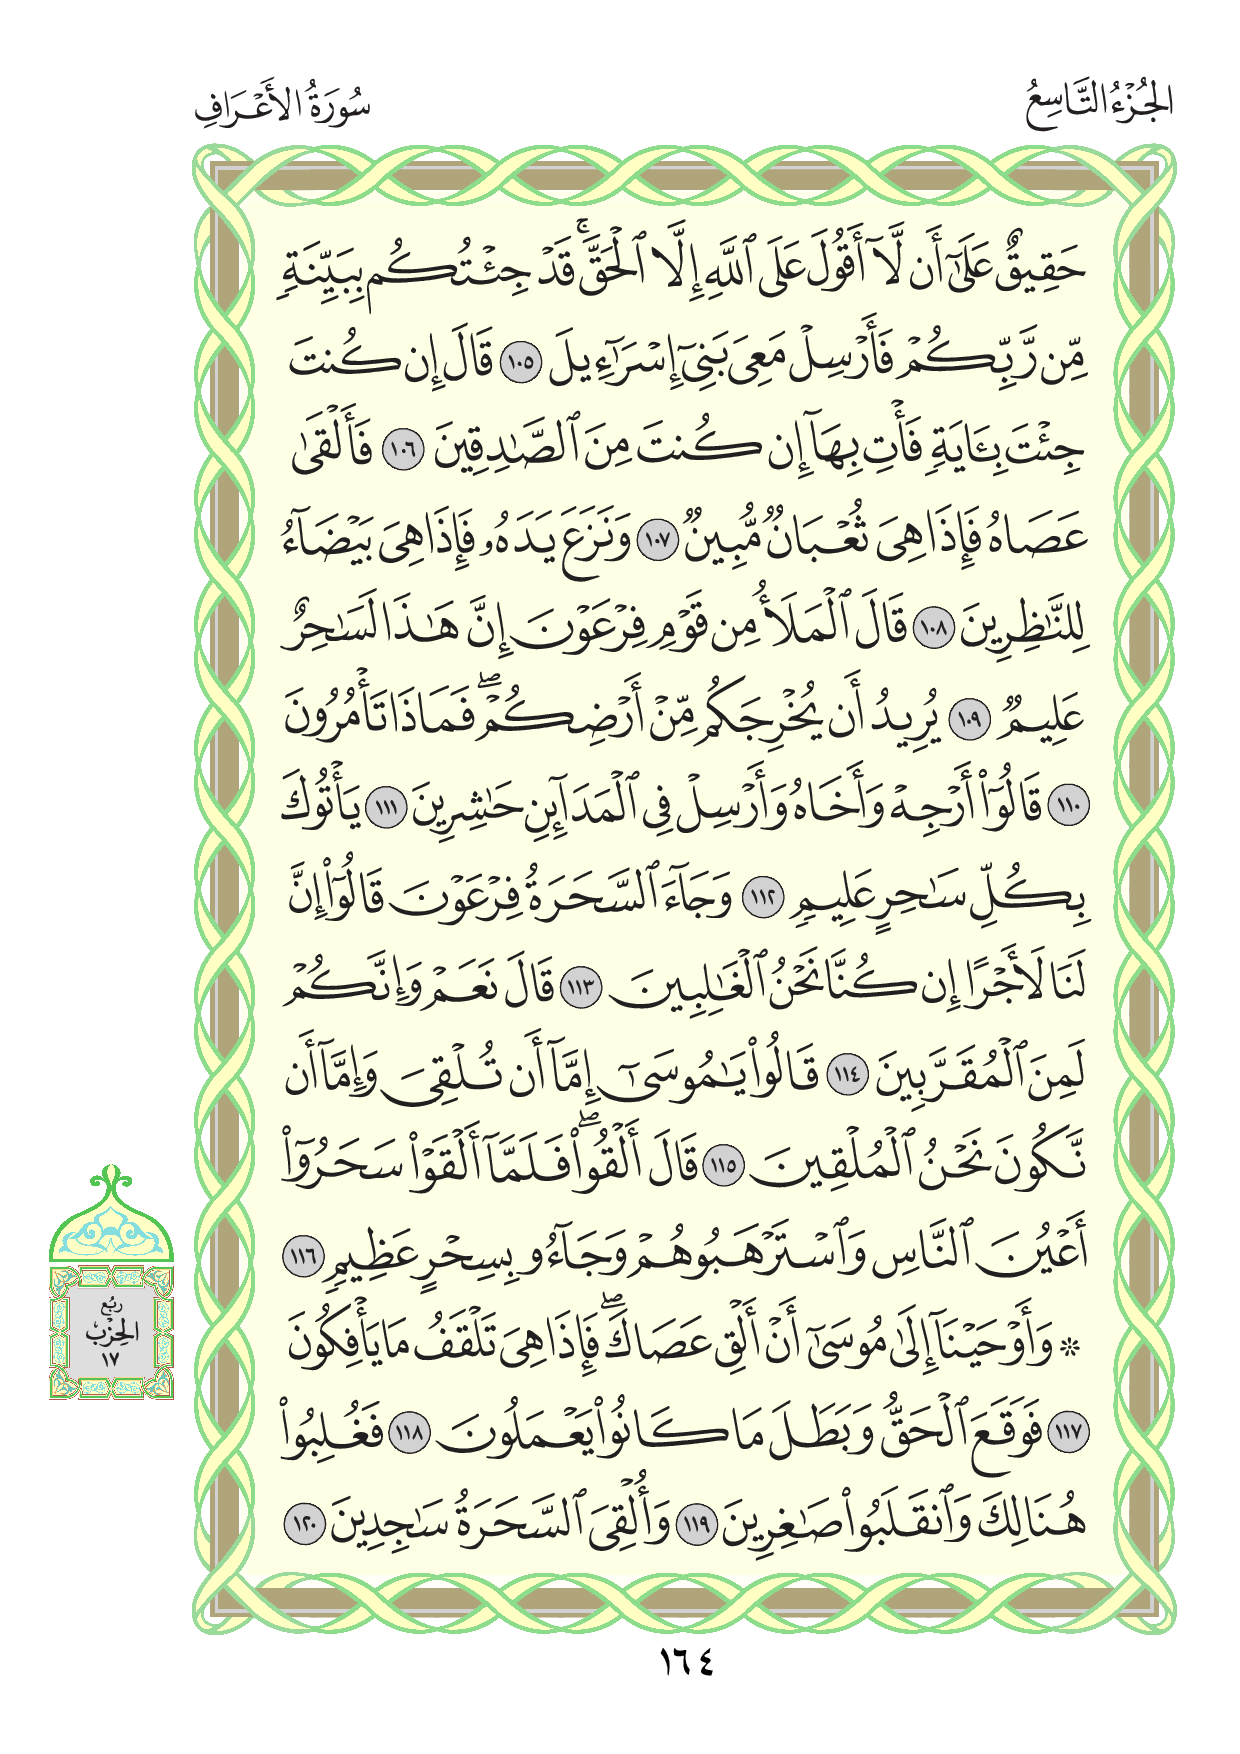 الجُزْءُ التَّاسِعُ
سُورَةُ الأَعْرَافِ
حَقِيقٌ عَلَىٰٓ أَن لَّآ أَقُولَ عَلَى ٱللَّهِ إِلَّا ٱلْحَقَّۚ قَدْ جِئْتُكُم بِبَيِّنَةٍ
مِّن رَّبِّكُمْ فَأَرْسِلْ مَعِىَ بَنِىٓ إِسْرَٰٓءِيلَ ١٠٥ قَالَ إِن كُنتَ
جِئْتَ بِـَٔايَةٍ فَأْتِ بِهَآ إِن كُنتَ مِنَ ٱلصَّٰدِقِينَ ١٠٦ فَأَلْقَىٰ
عَصَاهُ فَإِذَا هِىَ ثُعْبَانٌ مُّبِينٌ ١٠٧ وَنَزَعَ يَدَهُۥ فَإِذَا هِىَ بَيْضَآءُ
لِلنَّٰظِرِينَ ١٠٨ قَالَ ٱلْمَلَأُ مِن قَوْمِ فِرْعَوْنَ إِنَّ هَٰذَا لَسَٰحِرٌ
عَلِيمٌ ١٠٩ يُرِيدُ أَن يُخْرِجَكُم مِّنْ أَرْضِكُمْۖ فَمَاذَا تَأْمُرُونَ
١١٠ قَالُوٓا۟ أَرْجِهْ وَأَخَاهُ وَأَرْسِلْ فِى ٱلْمَدَآئِنِ حَٰشِرِينَ ١١١ يَأْتُوكَ
بِكُلِّ سَٰحِرٍ عَلِيمٍ ١١٢ وَجَآءَ ٱلسَّحَرَةُ فِرْعَوْنَ قَالُوٓا۟ إِنَّ
لَنَا لَأَجْرًا إِن كُنَّا نَحْنُ ٱلْغَٰلِبِينَ ١١٣ قَالَ نَعَمْ وَإِنَّكُمْ
لَمِنَ ٱلْمُقَرَّبِينَ ١١٤ قَالُوا۟ يَٰمُوسَىٰٓ إِمَّآ أَن تُلْقِىَ وَإِمَّآ أَن
نَّكُونَ نَحْنُ ٱلْمُلْقِينَ ١١٥ قَالَ أَلْقُوا۟ۖ فَلَمَّآ أَلْقَوْا۟ سَحَرُوٓا۟
أَعْيُنَ ٱلنَّاسِ وَٱسْتَرْهَبُوهُمْ وَجَآءُو بِسِحْرٍ عَظِيمٍ ١١٦
* وَأَوْحَيْنَآ إِلَىٰ مُوسَىٰٓ أَنْ أَلْقِ عَصَاكَۖ فَإِذَا هِىَ تَلْقَفُ مَا يَأْفِكُونَ
١١٧ فَوَقَعَ ٱلْحَقُّ وَبَطَلَ مَا كَانُوا۟ يَعْمَلُونَ ١١٨ فَغُلِبُوا۟
هُنَالِكَ وَٱنقَلَبُوا۟ صَٰغِرِينَ ١١٩ وَأُلْقِىَ ٱلسَّحَرَةُ سَٰجِدِينَ ١٢٠
ربع
الحِزْب
١٧
١٦٤